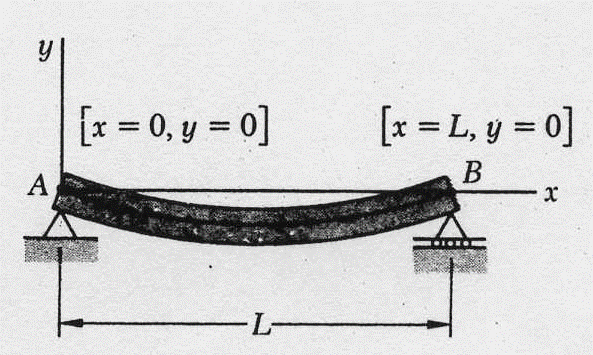 y
[x = 0, y = 0]
[x = L, y = 0]
A
B
x
L